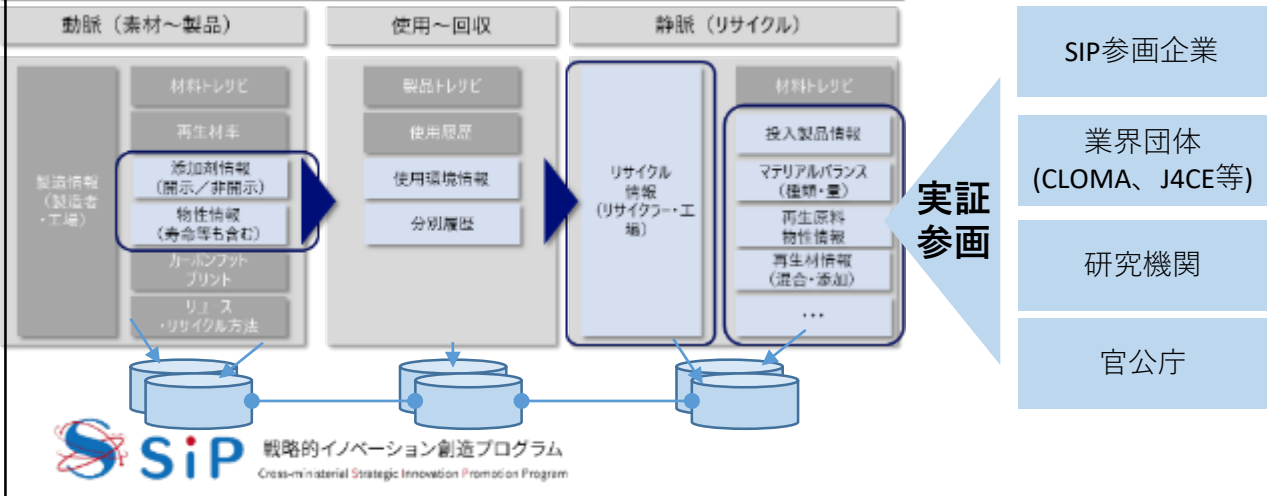 動脈（素材～製品）
使用～回収
静脈（リサイクル）
製造情報
（製造者
・工場）
材料トレサビ
再生材率
添加剤情報
（開示／非開示）
物性情報
（寿命等も含む）
カーボンフット
プリント
リユース
・リサイクル方法
製品トレサビ
使用履歴
使用環境情報
分別履歴
リサイクル
情報
（リサイクラー・工
場）
材料トレサビ
投入製品情報
マテリアルバランス
（種類・量）
再生原料
物性情報
再生材情報
（混合・添加）
・・・
実証
参画
SIP参画企業
業界団体
(CLOMA、J4CE等)
研究機関
官公庁
SiP
戦略的イノベーション創造プログラム
Cross-ministerial Strategic Innovation Promotion Program